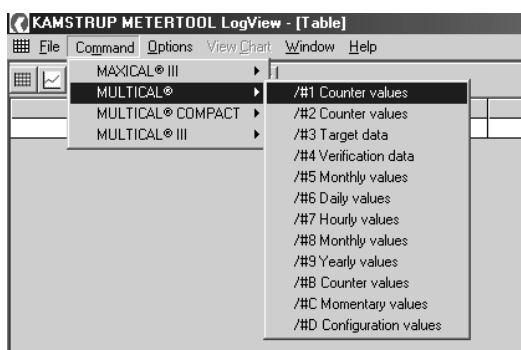 KAMSTRUP METERTOOL LogView - [Table]
File Command Options View Chart Window Help
MAXICAL® III
MULTICAL®
MULTICAL® COMPACT
MULTICAL® III
/#1 Counter values
/#2 Counter values
/#3 Target data
/#4 Verification data
/#5 Monthly values
/#6 Daily values
/#7 Hourly values
/#8 Monthly values
/#9 Yearly values
/#B Counter values
/#C Momentary values
/#D Configuration values